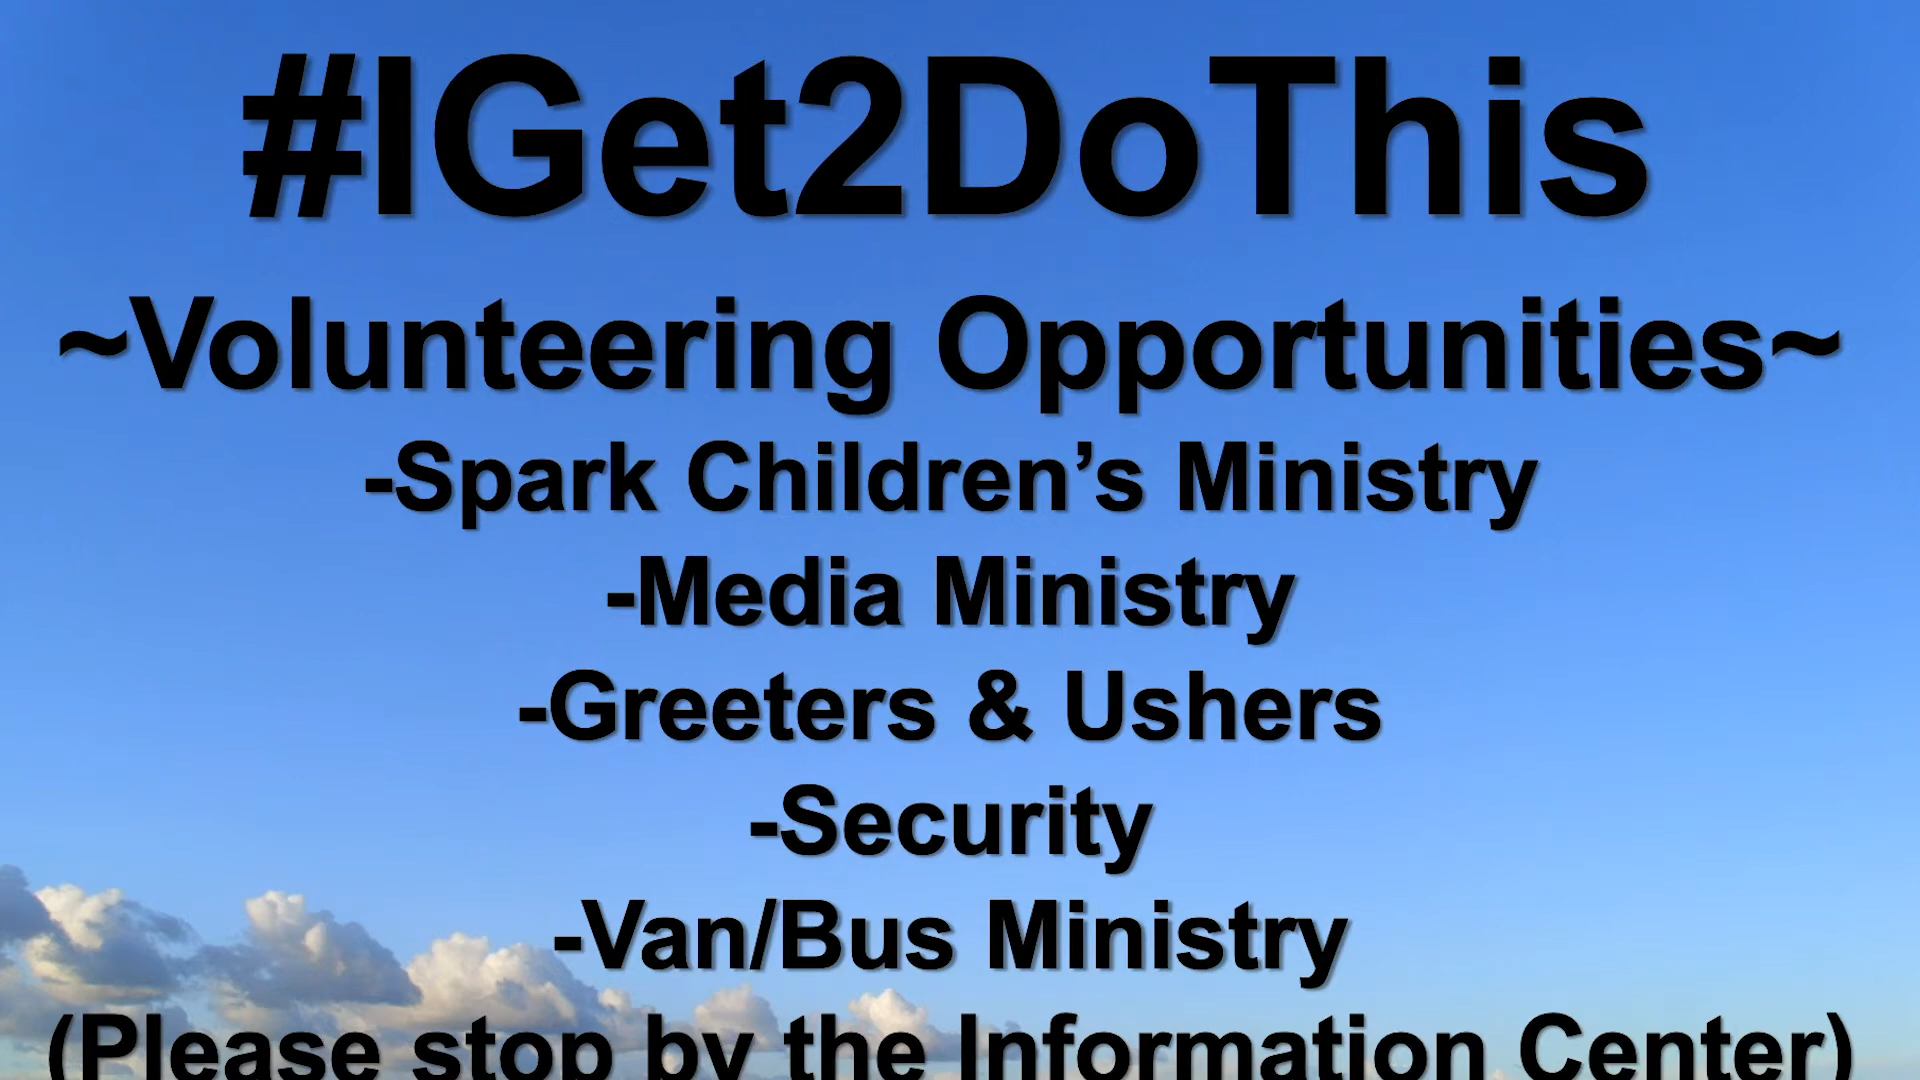 #IGet2DoThis
~Volunteering Opportunities~
-Spark Children’s Ministry
-Media Ministry
-Greeters & Ushers
-Security
-Van/Bus Ministry
(Please stop by the Information Center)